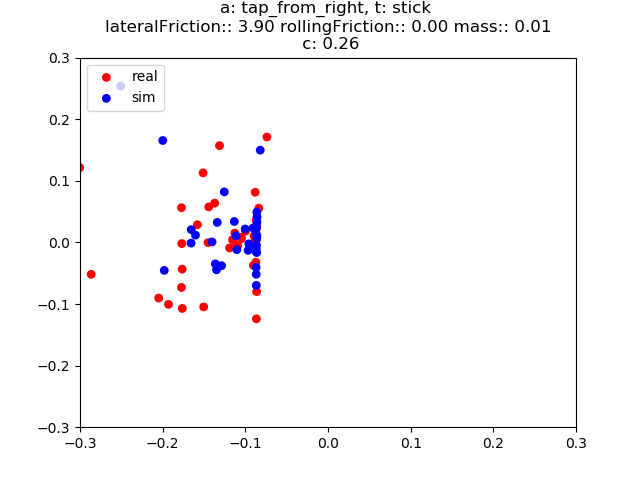 a: tap_from_right, t: stick
lateralFriction:: 3.90 rollingFriction:: 0.00 mass:: 0.01
c: 0.26
real
sim
0.3
0.2
0.1
0.0
−0.1
−0.2
−0.3
−0.3
−0.2
−0.1
0.0
0.1
0.2
0.3